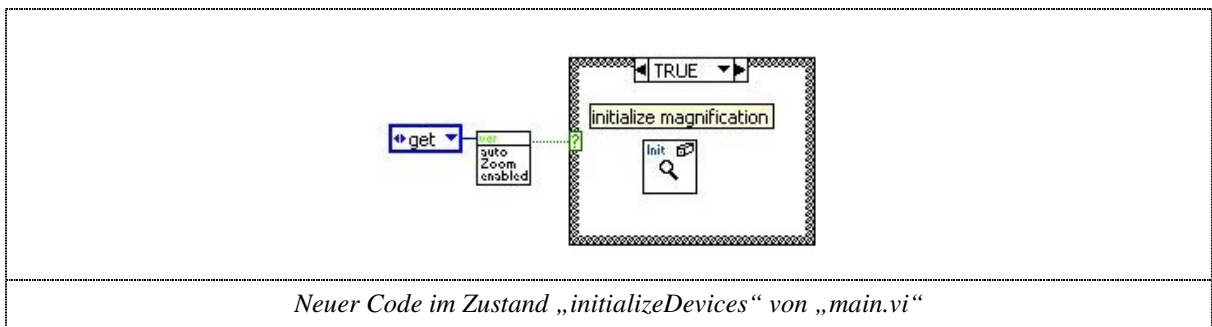 TRUE
initialize magnification
get
var
auto
Zoom
enabled
?
Init
Neuer Code im Zustand „initializeDevices“ von „main.vi“